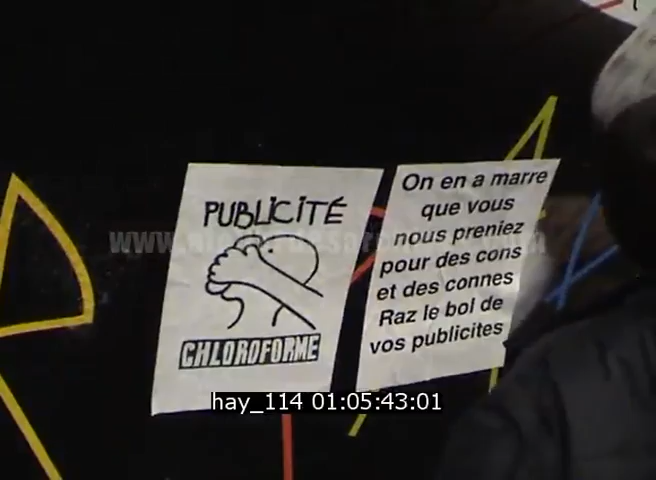 PUBLICITÉ
CHLOROFORME
On en a marre
que vous
nous preniez
pour des cons
et des connes
Raz le bol de
vos publicites
hay_114 01:05:43:01